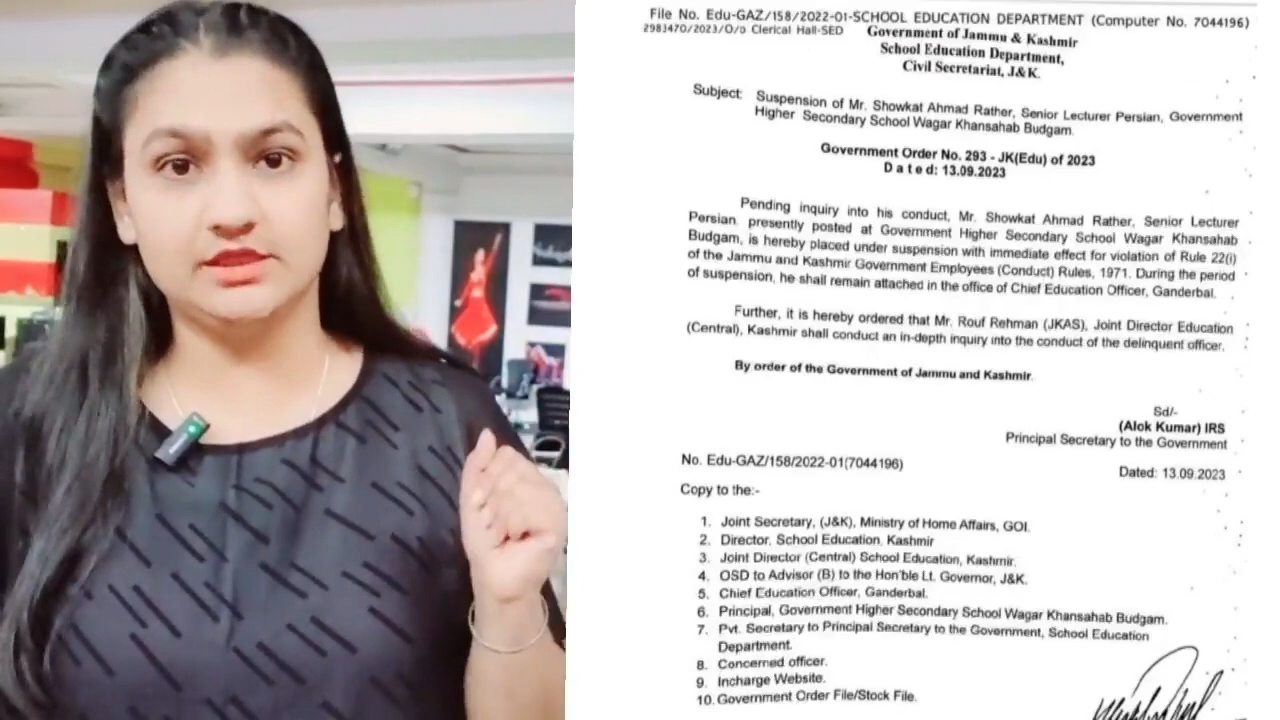 File No. Edu-GAZ/158/2022-01-SCHOOL EDUCATION DEPARTMENT (Computer No. 7044196)
2983470/2023/O/o Clerical Hall-SED
Government of Jammu & Kashmir
School Education Department,
Civil Secretariat, J&K.
Subject: Suspension of Mr. Showkat Ahmad Rather, Senior Lecturer Persian, Government
Higher Secondary School Wagar Khansahab Budgam.
Government Order No. 293 - JK(Edu) of 2023
Dated: 13.09.2023
Pending inquiry into his conduct, Mr. Showkat Ahmad Rather, Senior Lecturer
Persian, presently posted at Government Higher Secondary School Wagar Khansahab
Budgam, is hereby placed under suspension with immediate effect for violation of Rule 22(i)
of the Jammu and Kashmir Government Employees (Conduct) Rules, 1971. During the period
of suspension, he shall remain attached in the office of Chief Education Officer, Ganderbal.
Further, it is hereby ordered that Mr. Rouf Rehman (JKAS), Joint Director Education
(Central), Kashmir shall conduct an in-depth inquiry into the conduct of the delinquent officer.
By order of the Government of Jammu and Kashmir.
Sd/-
(Alok Kumar) IRS
Principal Secretary to the Government
No. Edu-GAZ/158/2022-01(7044196)
Dated: 13.09.2023
Copy to the:-
1. Joint Secretary, (J&K), Ministry of Home Affairs, GOI.
2. Director, School Education, Kashmir
3. Joint Director (Central) School Education, Kashmir.
4. OSD to Advisor (B) to the Hon'ble Lt. Governor, J&K.
5. Chief Education Officer, Ganderbal.
6. Principal, Government Higher Secondary School Wagar Khansahab Budgam.
7. Pvt. Secretary to Principal Secretary to the Government, School Education
Department.
8. Concerned officer.
9. Incharge Website.
10. Government Order File/Stock File.